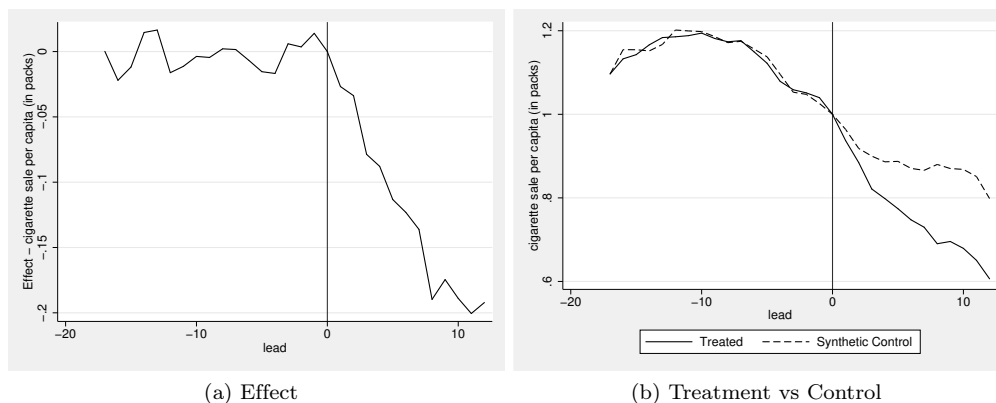 Effect – cigarette sale per capita (in packs)
0
-.05
-.1
-.15
-.2
−20
−10
0
10
lead
cigarette sale per capita (in packs)
1.2
1
.8
.6
−20
−10
0
10
lead
Treated
Synthetic Control
(a) Effect
(b) Treatment vs Control